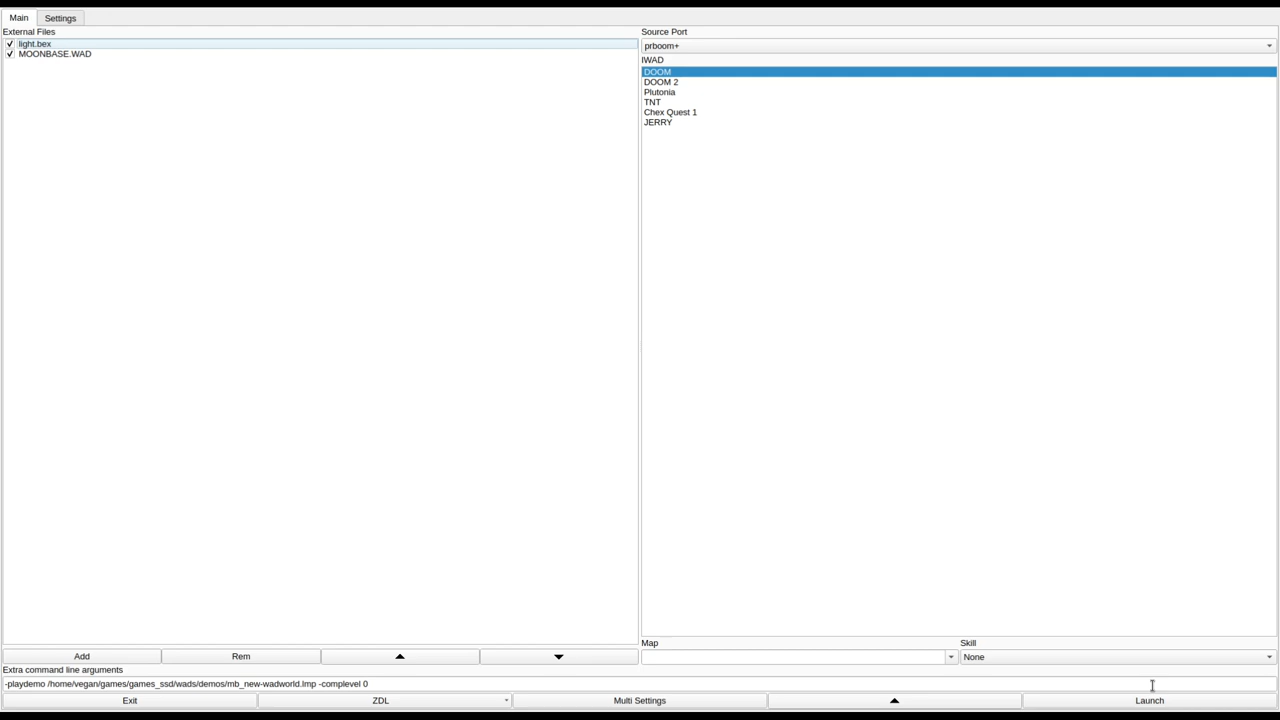 Main Settings
External Files
light.bex
MOONBASE.WAD
Source Port
prboom+
IWAD
DOOM
DOOM 2
Plutonia
TNT
Chex Quest 1
JERRY
Map Skill
None
Add Rem
Extra command line arguments
-playdemo /home/vegan/games/games_ssd/wads/demos/mb_new-wadworld.lmp -complevel 0
Exit ZDL Multi Settings Launch